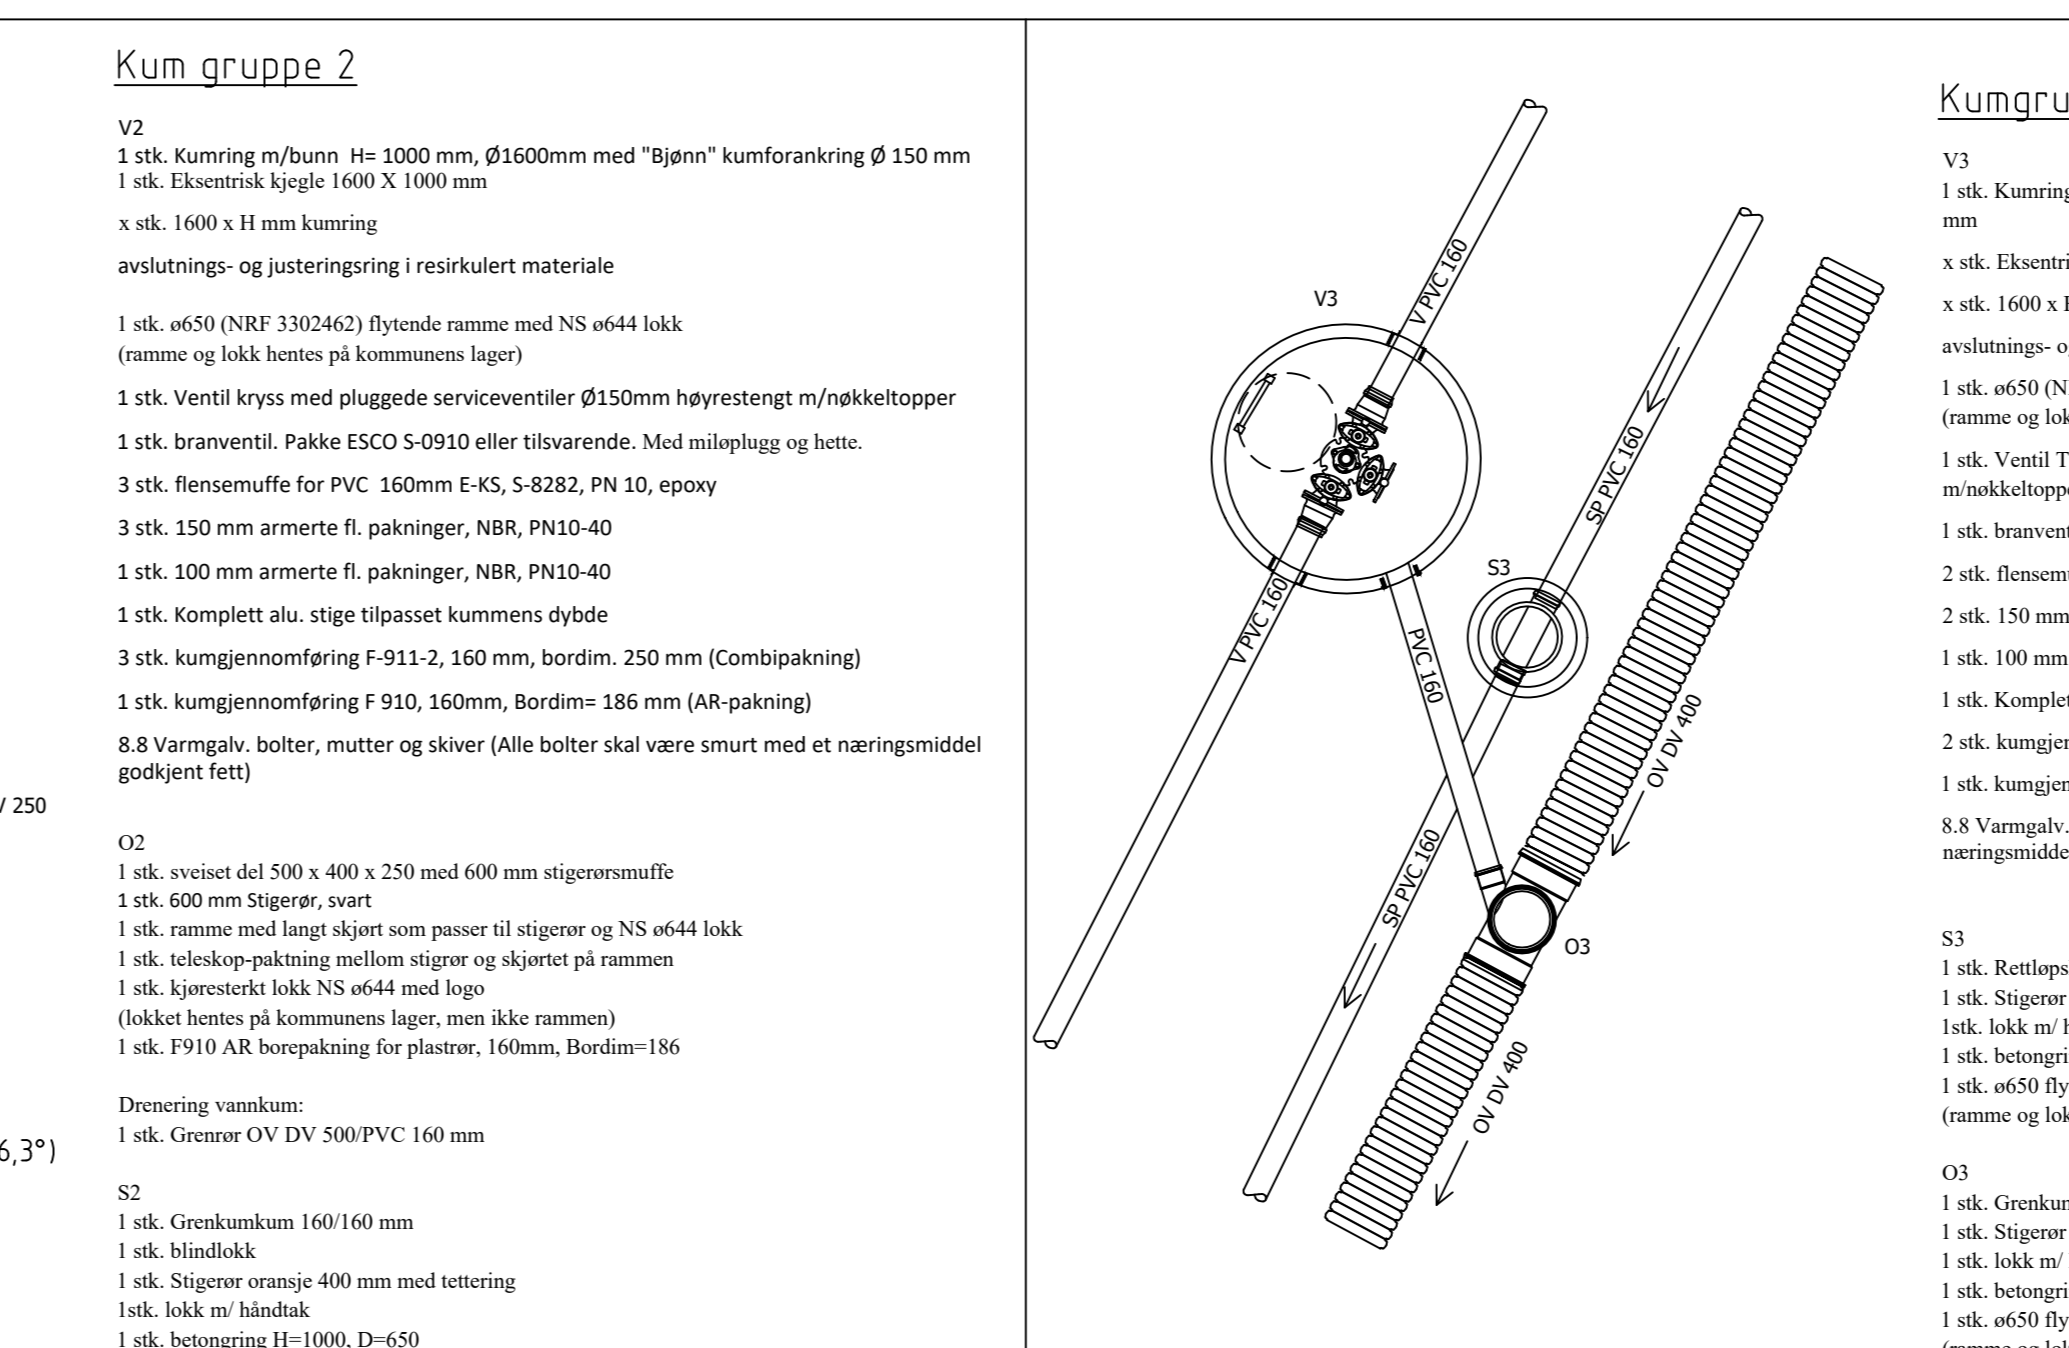 Kum gruppe 2
V2
1 stk. Kumring m/bunn H= 1000 mm, Ø1600mm med "Bjønn" kumforankring Ø 150 mm
1 stk. Eksentrisk kjegle 1600 X 1000 mm
x stk. 1600 x H mm kumring
avslutnings- og justeringsring i resirkulert materiale
1 stk. ø650 (NRF 3302462) flytende ramme med NS ø644 lokk
(ramme og lokk hentes på kommunens lager)
1 stk. Ventil kryss med pluggede serviceventiler Ø150mm høyrestengt m/nøkkeltopper
1 stk. branventil. Pakke ESCO S-0910 eller tilsvarende. Med miløplugg og hette.
3 stk. flensemuffe for PVC 160mm E-KS, S-8282, PN 10, epoxy
3 stk. 150 mm armerte fl. pakninger, NBR, PN10-40
1 stk. 100 mm armerte fl. pakninger, NBR, PN10-40
1 stk. Komplett alu. stige tilpasset kummens dybde
3 stk. kumgjennomføring F-911-2, 160 mm, bordim. 250 mm (Combipakning)
1 stk. kumgjennomføring F 910, 160mm, Bordim= 186 mm (AR-pakning)
8.8 Varmgalv. bolter, mutter og skiver (Alle bolter skal være smurt med et næringsmiddel
godkjent fett)
250
O2
1 stk. sveiset del 500 x 400 x 250 med 600 mm stigerørsmuffe
1 stk. 600 mm Stigerør, svart
1 stk. ramme med langt skjørt som passer til stigerør og NS ø644 lokk
1 stk. teleskop-paktning mellom stigrør og skjørtet på rammen
1 stk. kjøresterkt lokk NS ø644 med logo
(lokket hentes på kommunens lager, men ikke rammen)
1 stk. F910 AR borepakning for plastrør, 160mm, Bordim=186
Drenering vannkum:
1 stk. Grenrør OV DV 500/PVC 160 mm
6,3°)
S2
1 stk. Grenkumkum 160/160 mm
1 stk. blindlokk
1 stk. Stigerør oransje 400 mm med tettering
1stk. lokk m/ håndtak
1 stk. betongring H=1000, D=650
V3
V PVC 160
SP PVC 160
S3
V PVC 160
PVC 160
OV DV 400
SP PVC 160
O3
OV DV 400
Kumgru
V3
1 stk. Kumring
mm
x stk. Eksentri
x stk. 1600 x
avslutnings- o
1 stk. ø650 (N
(ramme og lok
1 stk. Ventil T
m/nøkkeltopp
1 stk. branvent
2 stk. flensem
2 stk. 150 mm
1 stk. 100 mm
1 stk. Komplet
2 stk. kumgjen
1 stk. kumgjen
8.8 Varmgalv.
næringsmidde
S3
1 stk. Rettløps
1 stk. Stigerør
1stk. lokk m/
1 stk. betongri
1 stk. ø650 fly
(ramme og lok
O3
1 stk. Grenkum
1 stk. Stigerør
1 stk. lokk m/
1 stk. betongri
1 stk. ø650 fly